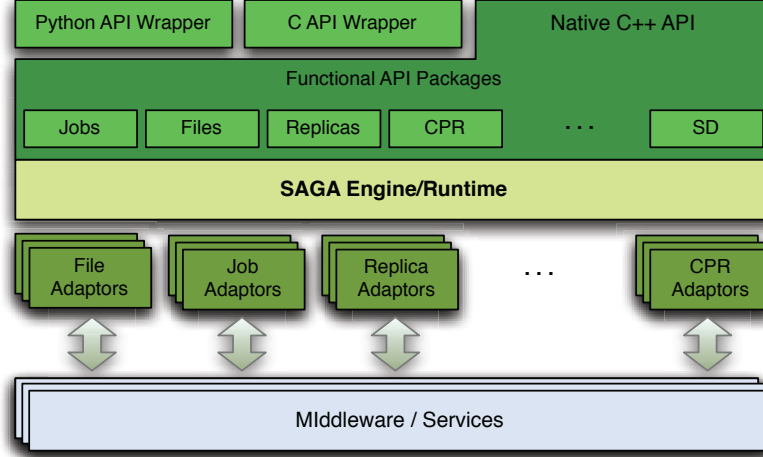 Python API Wrapper
C API Wrapper
Native C++ API
Functional API Packages
Jobs
Files
Replicas
CPR
...
SD
SAGA Engine/Runtime
File
Adaptors
Job
Adaptors
Replica
Adaptors
...
CPR
Adaptors
MIddleware / Services